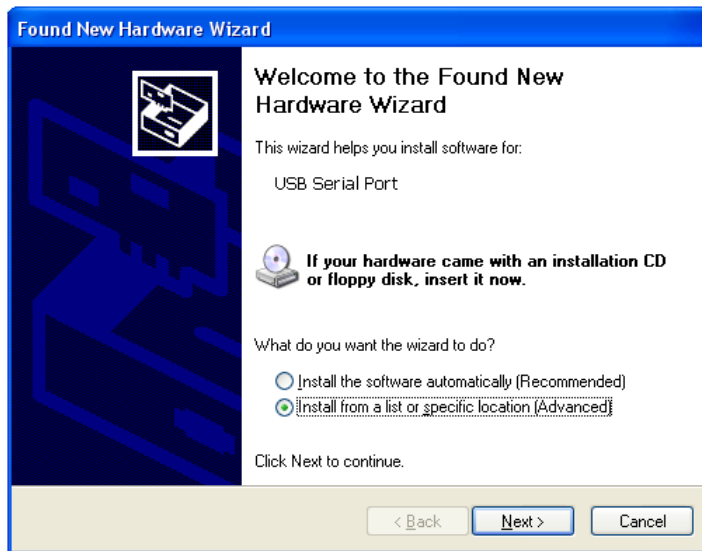 Found New Hardware Wizard
Welcome to the Found New
Hardware Wizard
This wizard helps you install software for:
USB Serial Port
If your hardware came with an installation CD
or floppy disk, insert it now.
What do you want the wizard to do?
Install the software automatically (Recommended)
Install from a list or specific location (Advanced)
Click Next to continue.
< Back Next > Cancel